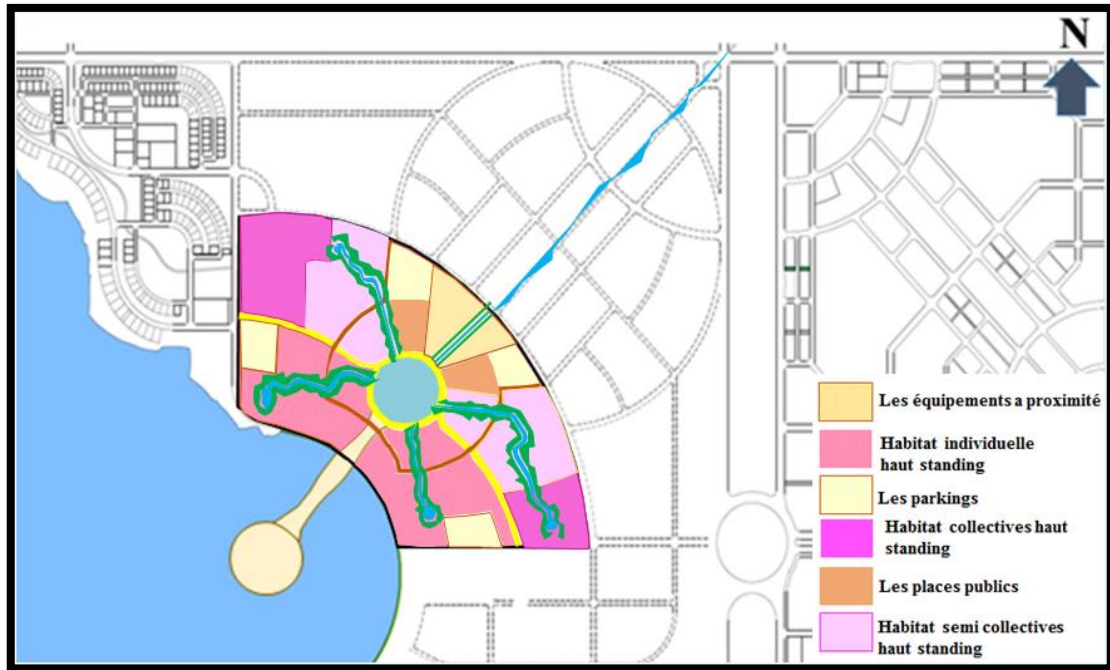 N
Les équipements a proximité
Habitat individuelle
haut standing
Les parkings
Habitat collectives haut
standing
Les places publics
Habitat semi collectives
haut standing